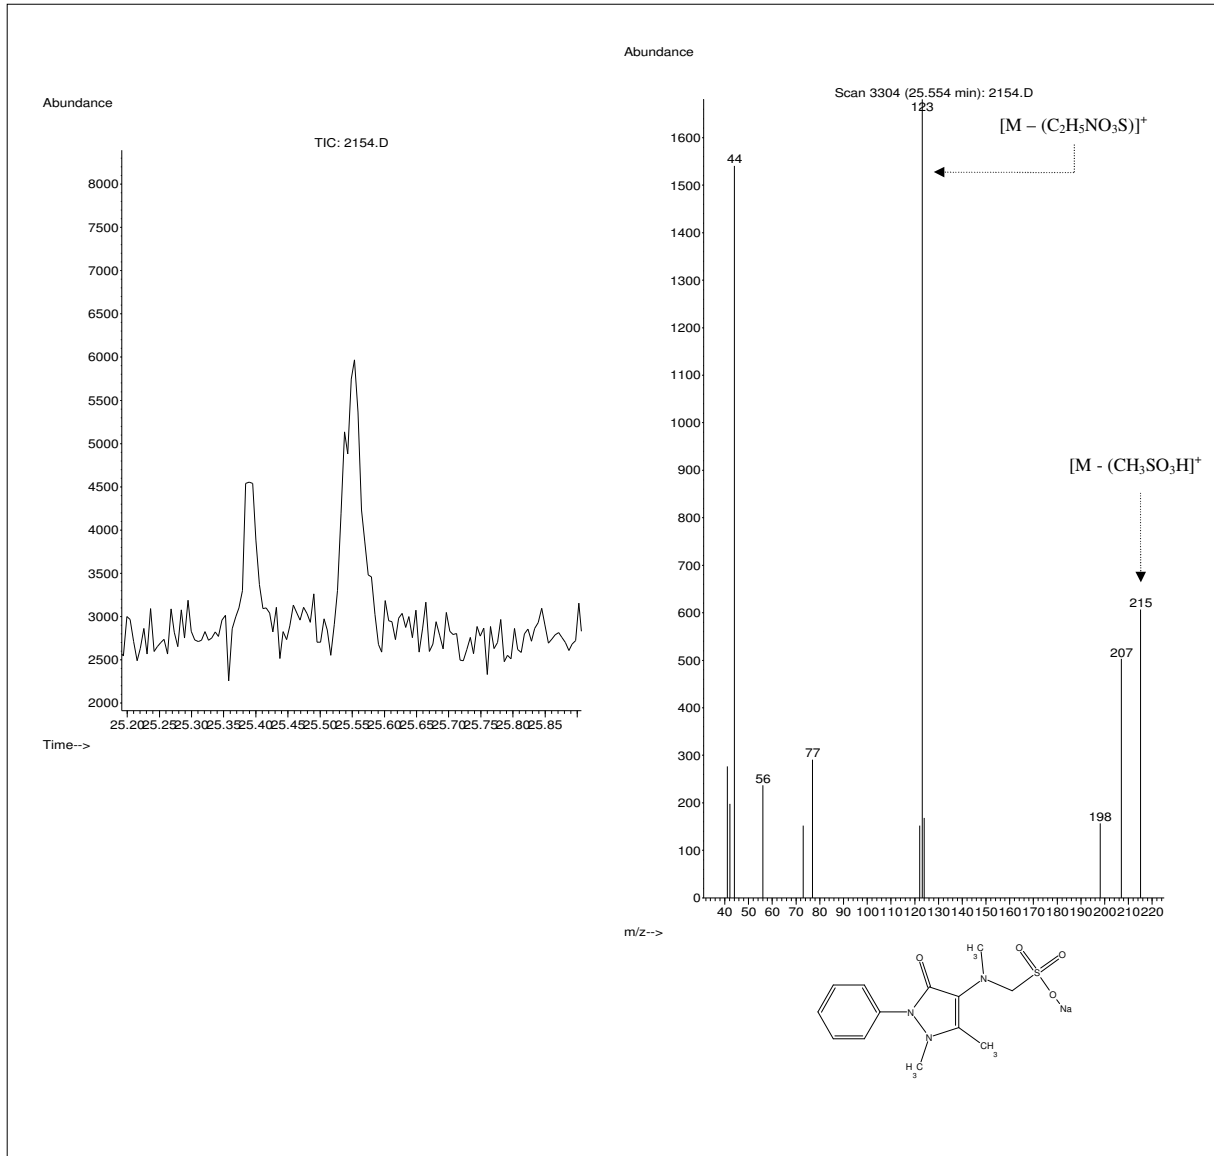 Abundance
TIC: 2154.D
8000
7500
7000
6500
6000
5500
5000
4500
4000
3500
3000
2500
2000
25.20 25.25 25.30 25.35 25.40 25.45 25.50 25.55 25.60 25.65 25.70 25.75 25.80 25.85
Time-->
Abundance
Scan 3304 (25.554 min): 2154.D
123
[M – (C₂H₅NO₃S)]⁺
44
[M - (CH₃SO₃H]⁺
215
207
77
56
198
1600
1500
1400
1300
1200
1100
1000
900
800
700
600
500
400
300
200
100
0
40 50 60 70 80 90 100 110 120 130 140 150 160 170 180 190 200 210 220
m/z-->
H₃C
O
O
O
N
S
O
Na
N
N
CH₃
H₃C